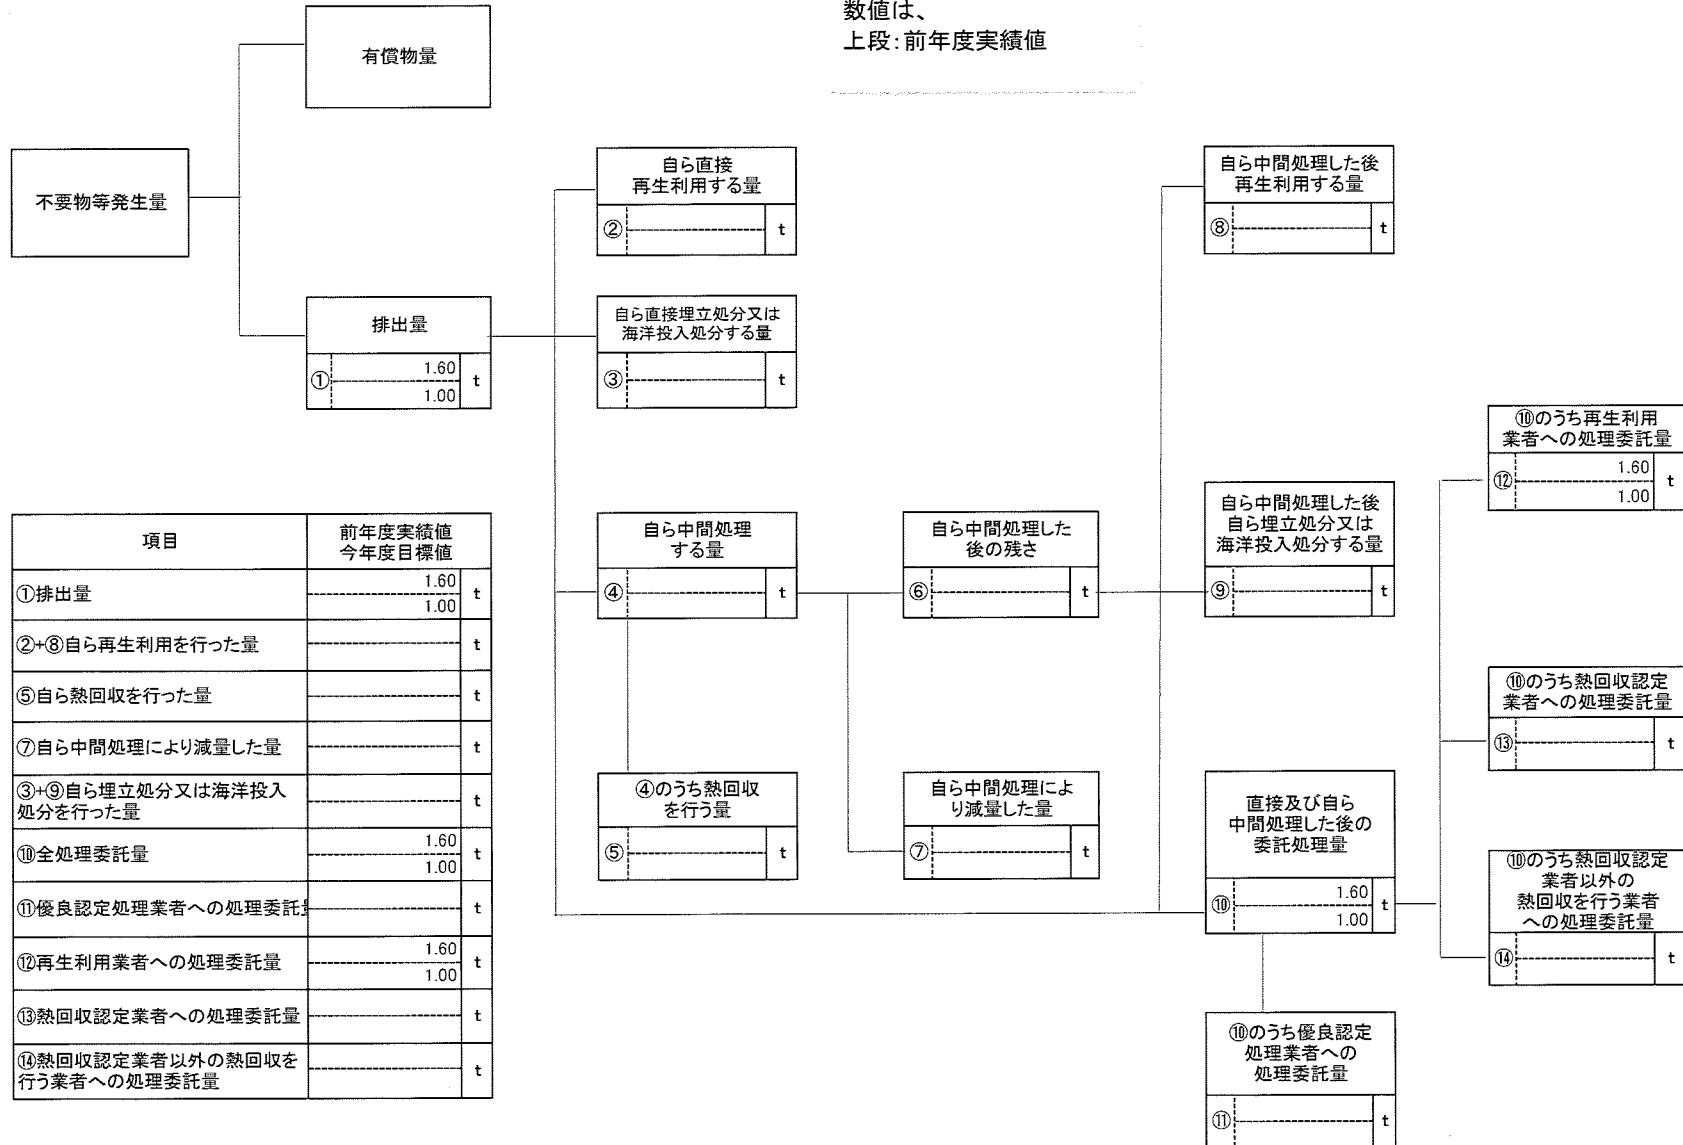 数値は、
上段:前年度実績値
有償物量
不要物等発生量
排出量
① 1.60 t
1.00
自ら直接
再生利用する量
② t
自ら直接埋立処分又は
海洋投入処分する量
③ t
自ら中間処理
する量
④ t
④のうち熱回収
を行う量
⑤ t
自ら中間処理した
後の残さ
⑥ t
自ら中間処理によ
り減量した量
⑦ t
自ら中間処理した後
再生利用する量
⑧ t
自ら中間処理した後
自ら埋立処分又は
海洋投入処分する量
⑨ t
直接及び自ら
中間処理した後の
委託処理量
⑩ 1.60 t
1.00
⑩のうち優良認定
処理業者への
処理委託量
⑪ t
⑩のうち再生利用
業者への処理委託量
⑫ 1.60 t
1.00
⑩のうち熱回収認定
業者への処理委託量
⑬ t
⑩のうち熱回収認定
業者以外の
熱回収を行う業者
への処理委託量
⑭ t
項目 前年度実績値
今年度目標値
①排出量 1.60 t
1.00
②+⑧自ら再生利用を行った量 t
⑤自ら熱回収を行った量 t
⑦自ら中間処理により減量した量 t
③+⑨自ら埋立処分又は海洋投入
処分を行った量 t
⑩全処理委託量 1.60 t
1.00
⑪優良認定処理業者への処理委託 t
⑫再生利用業者への処理委託量 1.60 t
1.00
⑬熱回収認定業者への処理委託量 t
⑭熱回収認定業者以外の熱回収を
行う業者への処理委託量 t